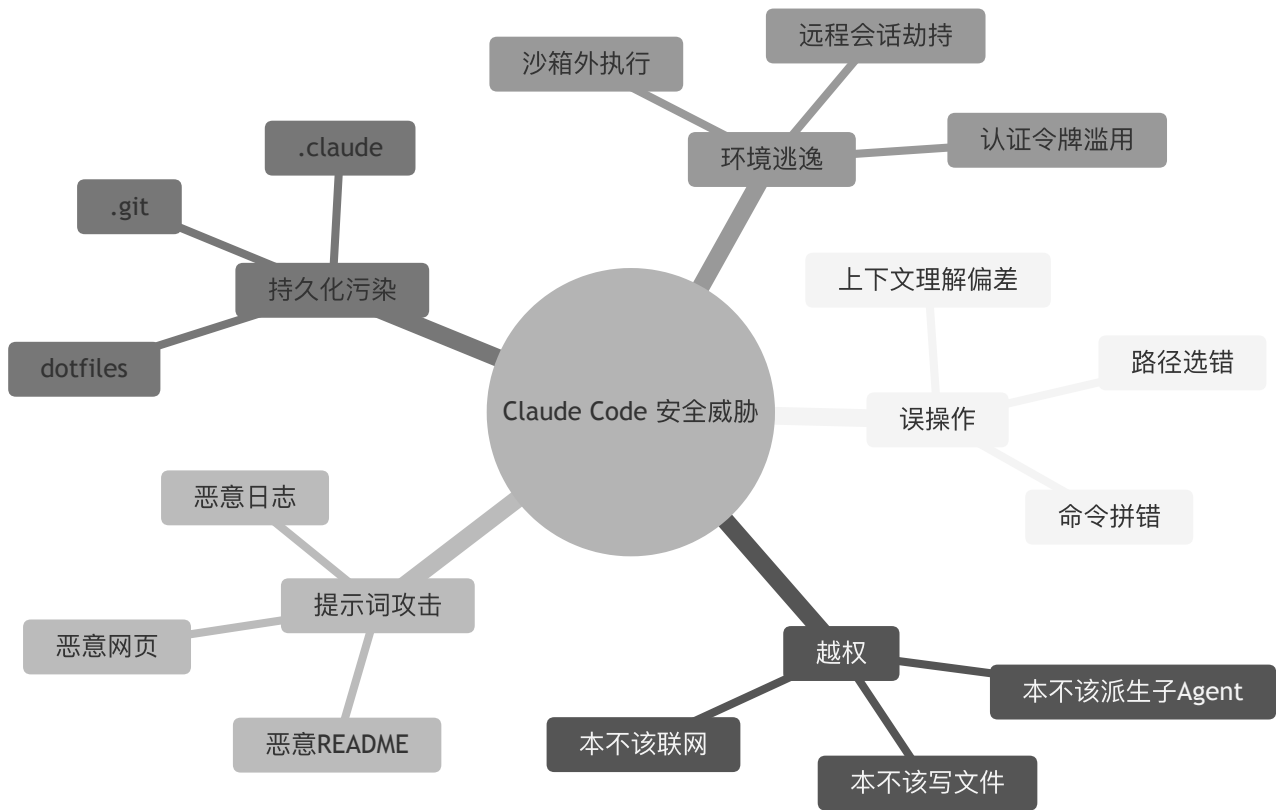 远程会话劫持
沙箱外执行
认证令牌滥用
环境逃逸
.claude
.git
持久化污染
dotfiles
上下文理解偏差
路径选错
误操作
命令拼错
Claude Code 安全威胁
恶意日志
提示词攻击
恶意网页
恶意README
越权
本不该派生子Agent
本不该联网
本不该写文件